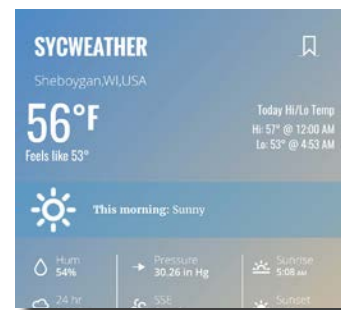 SYCWEATHER
Sheboygan,WI,USA
56°F
Feels like 53°
Today Hi/Lo Temp
Hi: 57° @ 12:00 AM
Lo: 53° @ 4:53 AM
This morning: Sunny
Hum
54%
Pressure
30.26 in Hg
Sunrise
5:08 AM
24 hr
SSE
Sunset